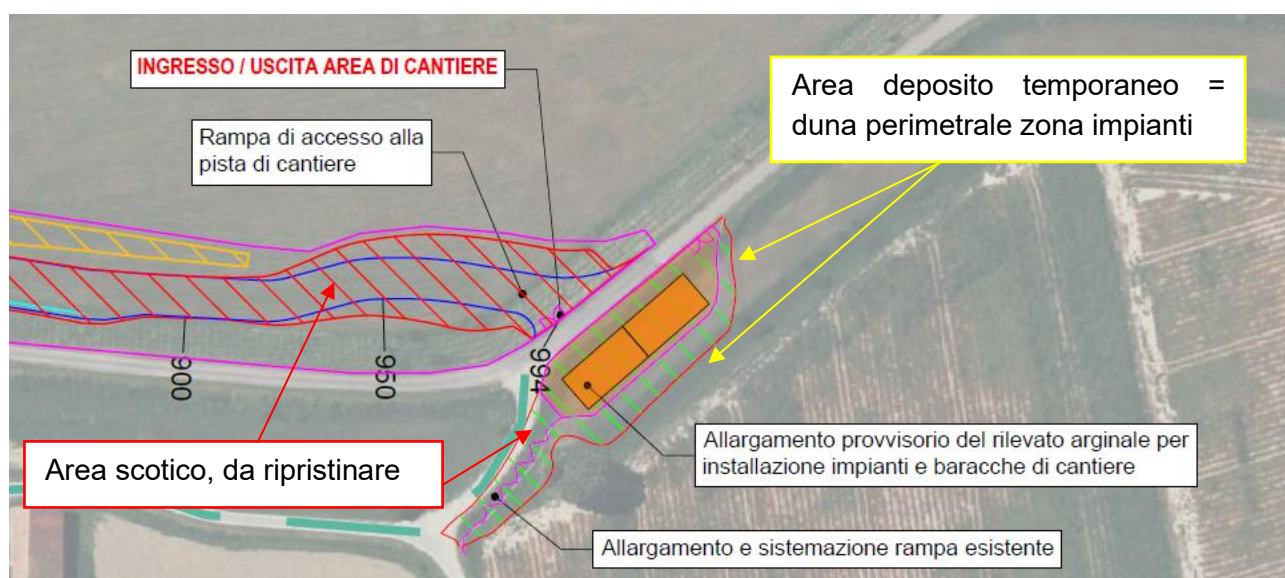 INGRESSO / USCITA AREA DI CANTIERE
Rampa di accesso alla
pista di cantiere
Area deposito temporaneo =
duna perimetrale zona impianti
900
950
994
Area scotico, da ripristinare
Allargamento provvisorio del rilevato arginale per
installazione impianti e baracche di cantiere
Allargamento e sistemazione rampa esistente